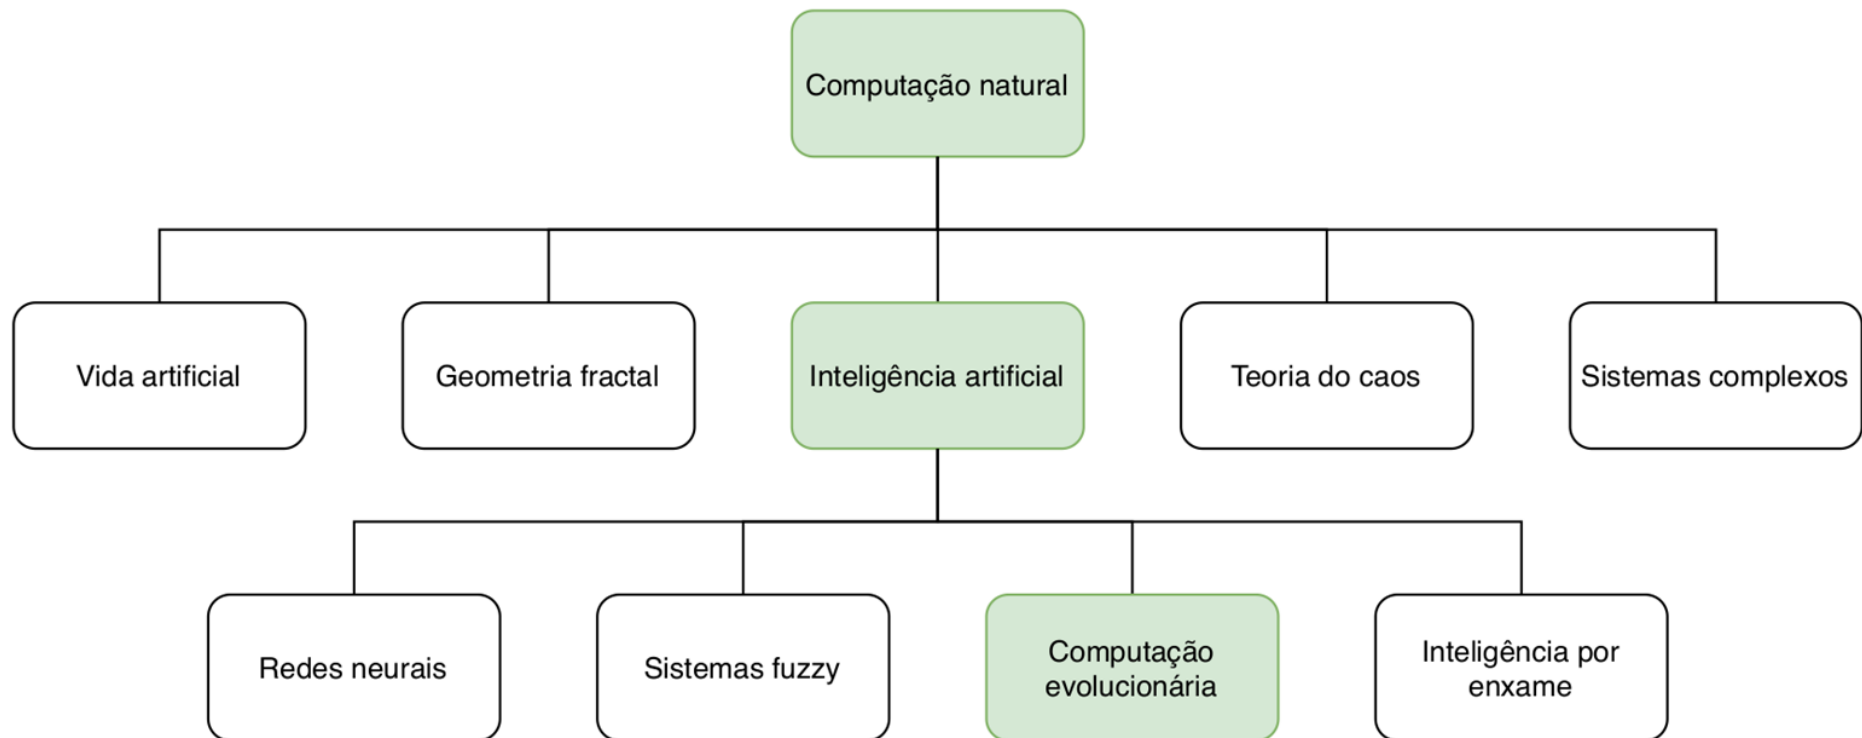 Computação natural
Vida artificial
Geometria fractal
Inteligência artificial
Teoria do caos
Sistemas complexos
Redes neurais
Sistemas fuzzy
Computação
evolucionária
Inteligência por
enxame